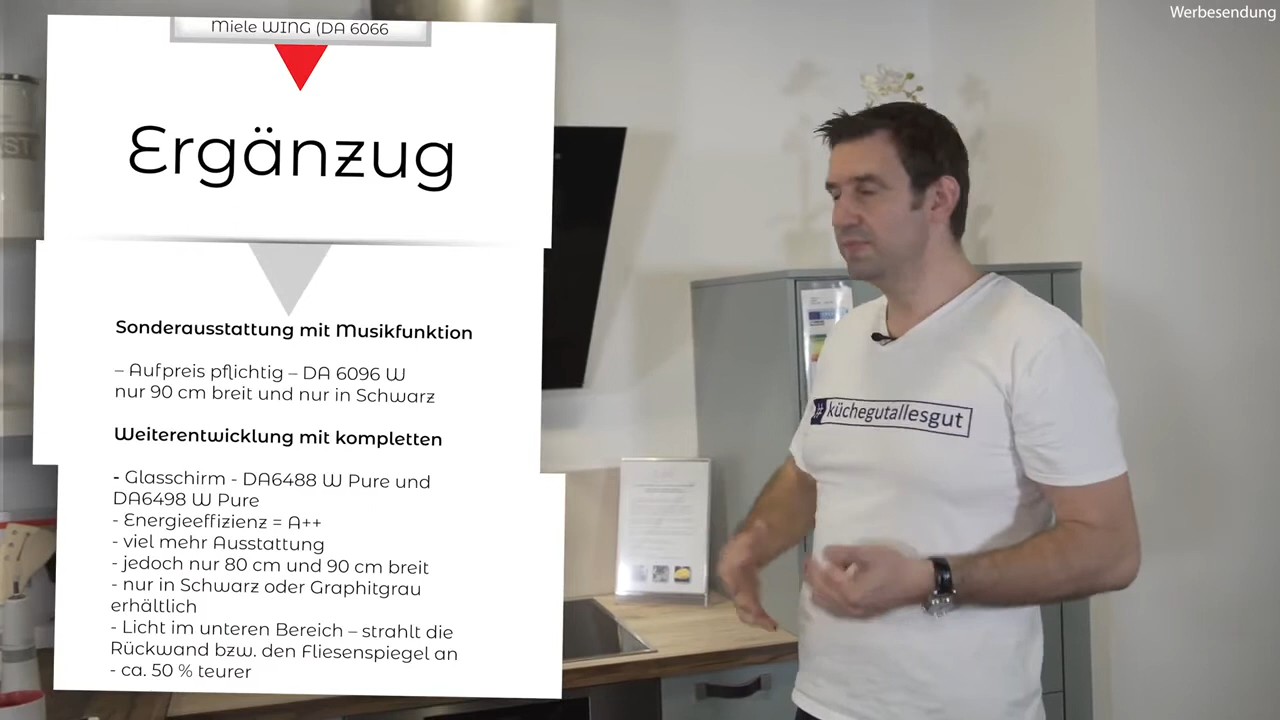 Werbesendung
Miele WING (DA 6066
Ergänzug
Sonderausstattung mit Musikfunktion
– Aufpreis pflichtig – DA 6096 W
nur 90 cm breit und nur in Schwarz
Weiterentwicklung mit kompletten
- Glasschirm - DA6488 W Pure und
DA6498 W Pure
- Energieeffizienz = A++
- viel mehr Ausstattung
- jedoch nur 80 cm und 90 cm breit
- nur in Schwarz oder Graphitgrau
erhältlich
- Licht im unteren Bereich – strahlt die
Rückwand bzw. den Fliesenspiegel an
- ca. 50 % teurer
#küchegutallesgut